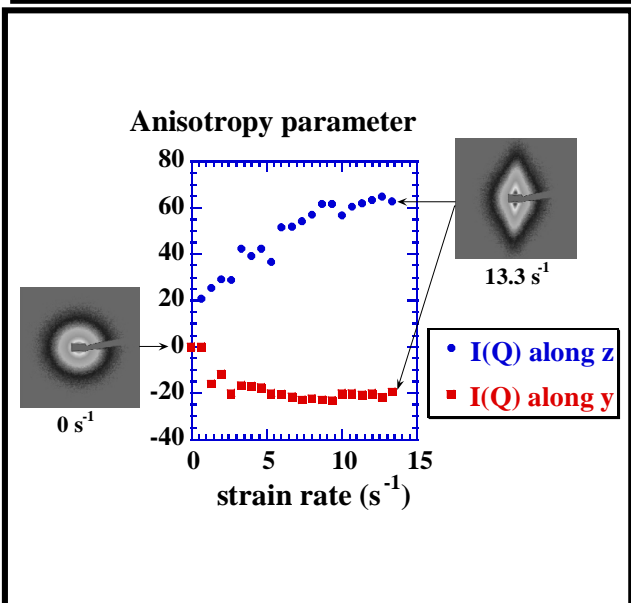 Anisotropy parameter
80
60
40
20
0
-20
-40
0
5
10
15
strain rate (s⁻¹)
0 s⁻¹
13.3 s⁻¹
I(Q) along z
I(Q) along y